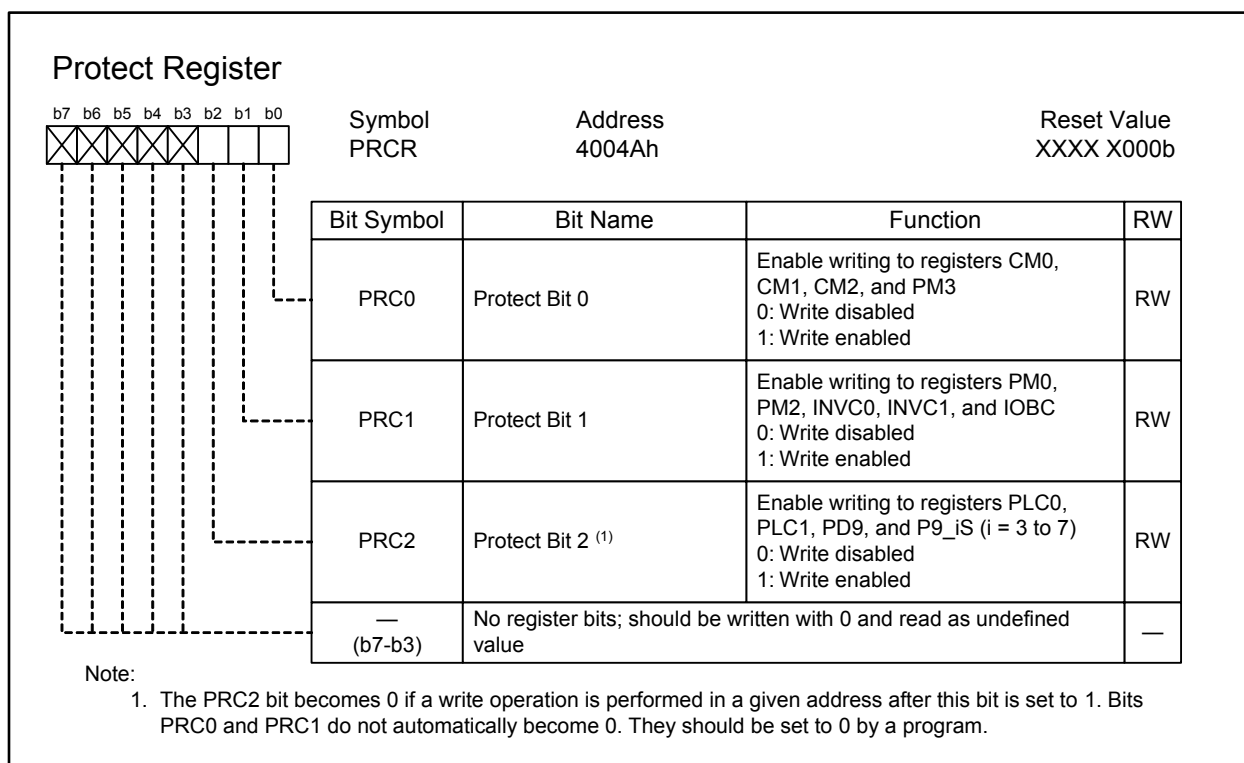 Protect Register
b7 b6 b5 b4 b3 b2 b1 b0
Symbol Address Reset Value
PRCR 4004Ah XXXX X000b
Bit Symbol Bit Name Function RW
PRC0 Protect Bit 0 Enable writing to registers CM0,
CM1, CM2, and PM3
0: Write disabled
1: Write enabled RW
PRC1 Protect Bit 1 Enable writing to registers PM0,
PM2, INVC0, INVC1, and IOBC
0: Write disabled
1: Write enabled RW
PRC2 Protect Bit 2 (1) Enable writing to registers PLC0,
PLC1, PD9, and P9_iS (i = 3 to 7)
0: Write disabled
1: Write enabled RW
—
(b7-b3) No register bits; should be written with 0 and read as undefined
value —
Note:
1. The PRC2 bit becomes 0 if a write operation is performed in a given address after this bit is set to 1. Bits
PRC0 and PRC1 do not automatically become 0. They should be set to 0 by a program.